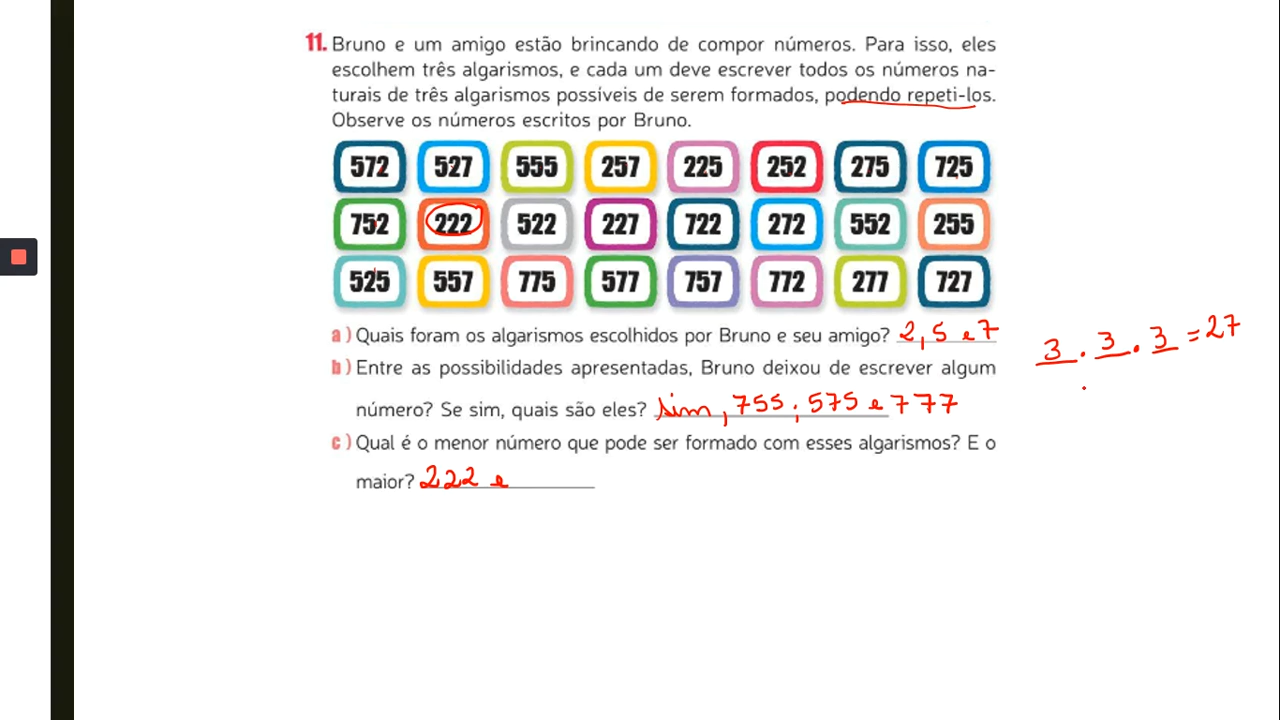 11. Bruno e um amigo estão brincando de compor números. Para isso, eles
escolhem três algarismos, e cada um deve escrever todos os números na-
turais de três algarismos possíveis de serem formados, podendo repeti-los.
Observe os números escritos por Bruno.
572 527 555 257 225 252 275 725
752 222 522 227 722 272 552 255
525 557 775 577 757 772 277 727
a) Quais foram os algarismos escolhidos por Bruno e seu amigo? 2, 5 e 7
3 . 3 . 3 = 27
b) Entre as possibilidades apresentadas, Bruno deixou de escrever algum
número? Se sim, quais são eles? sim, 755; 575 e 777
c) Qual é o menor número que pode ser formado com esses algarismos? E o
maior? 222 e